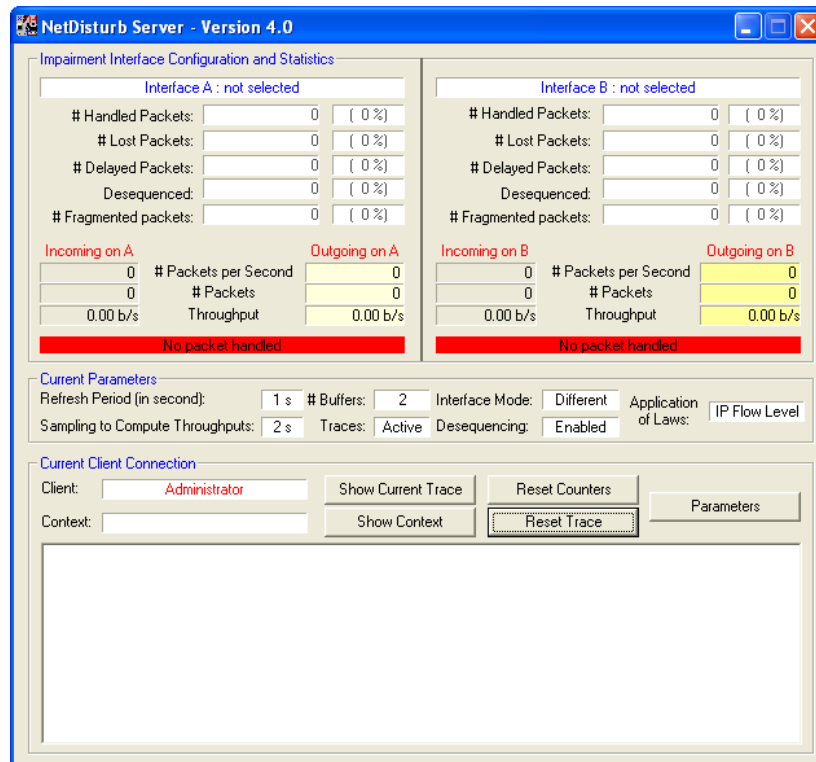 NetDisturb Server - Version 4.0
Impairment Interface Configuration and Statistics
Interface A : not selected
# Handled Packets: 0 ( 0 %)
# Lost Packets: 0 ( 0 %)
# Delayed Packets: 0 ( 0 %)
Desequenced: 0 ( 0 %)
# Fragmented packets: 0 ( 0 %)
Incoming on A Outgoing on A
0 # Packets per Second 0
0 # Packets 0
0.00 b/s Throughput 0.00 b/s
No packet handled
Interface B : not selected
# Handled Packets: 0 ( 0 %)
# Lost Packets: 0 ( 0 %)
# Delayed Packets: 0 ( 0 %)
Desequenced: 0 ( 0 %)
# Fragmented packets: 0 ( 0 %)
Incoming on B Outgoing on B
0 # Packets per Second 0
0 # Packets 0
0.00 b/s Throughput 0.00 b/s
No packet handled
Current Parameters
Refresh Period (in second): 1 s # Buffers: 2 Interface Mode: Different Application of Laws: IP Flow Level
Sampling to Compute Throughputs: 2 s Traces: Active Desequencing: Enabled
Current Client Connection
Client: Administrator Show Current Trace Reset Counters Parameters
Context: Show Context Reset Trace